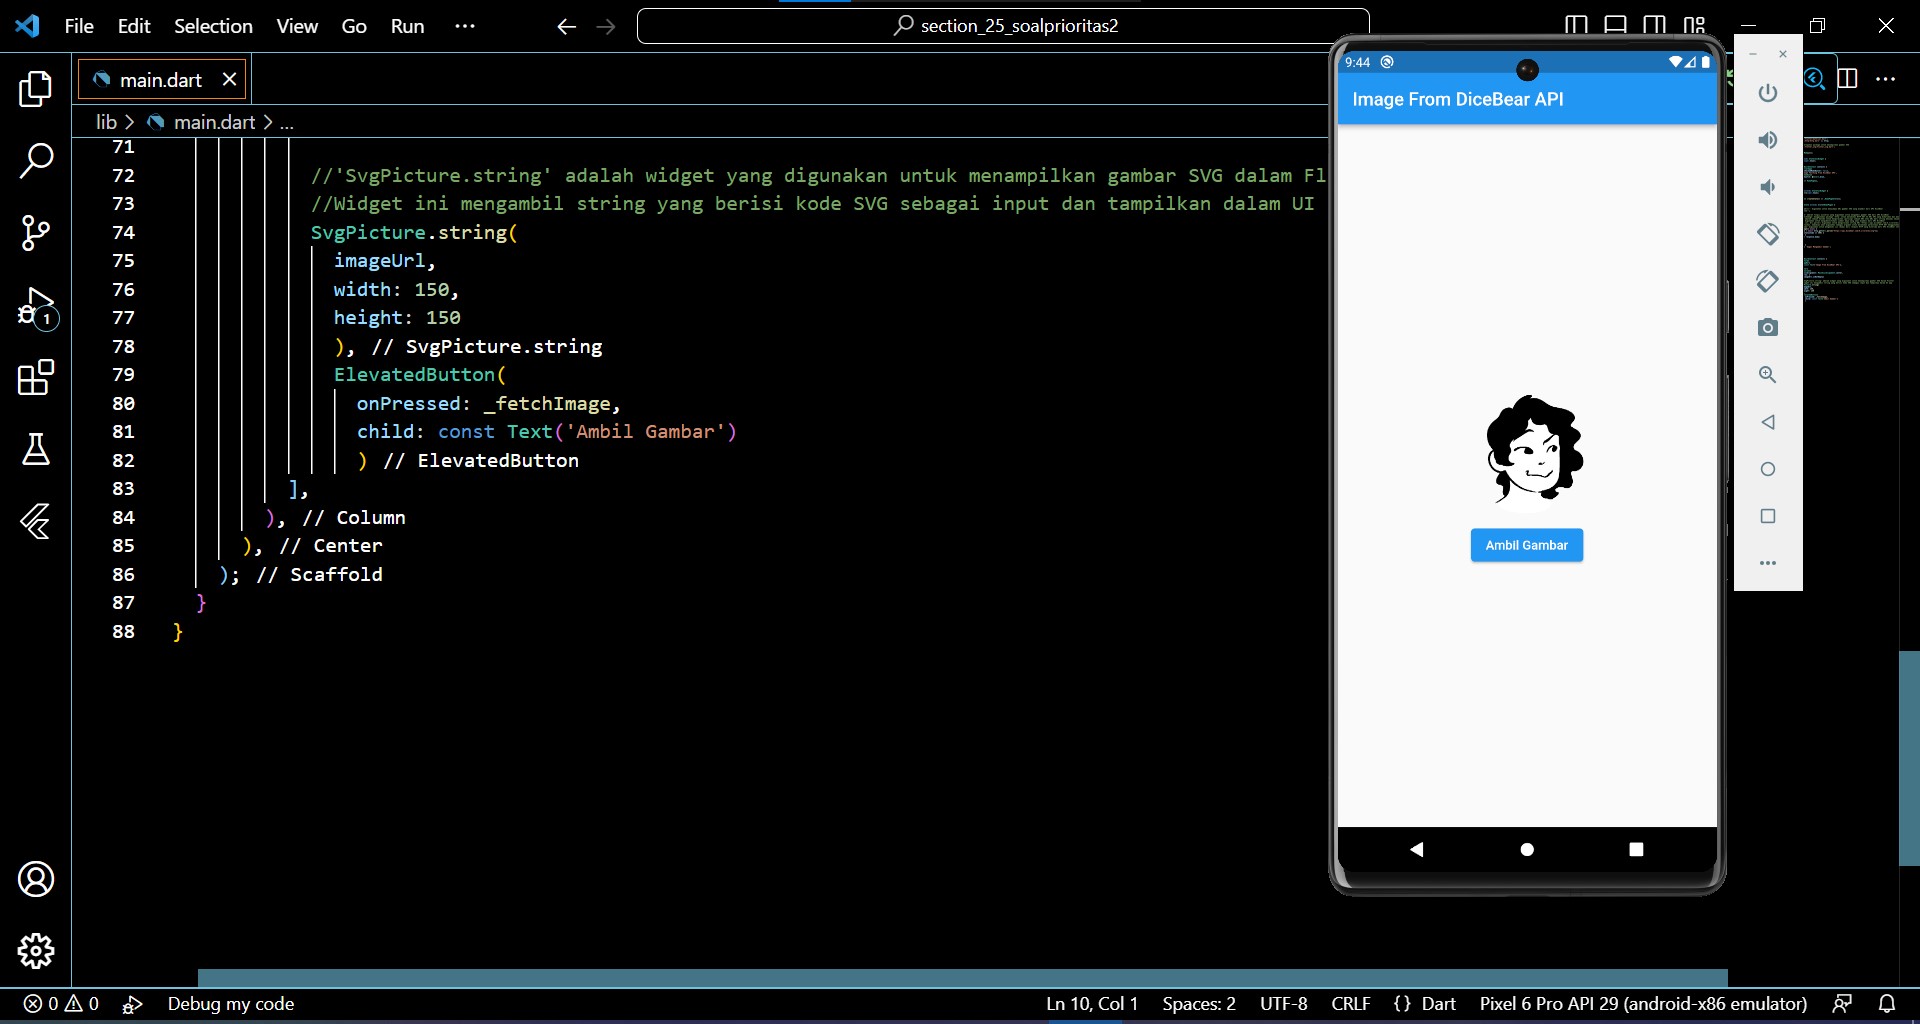 File Edit Selection View Go Run ...
section_25_soalprioritas2
main.dart
lib > main.dart > ...
71
72 //'SvgPicture.string' adalah widget yang digunakan untuk menampilkan gambar SVG dalam Fl
73 //Widget ini mengambil string yang berisi kode SVG sebagai input dan tampilkan dalam UI
74 SvgPicture.string(
75 imageUrl,
76 width: 150,
77 height: 150
78 ), // SvgPicture.string
79 ElevatedButton(
80 onPressed: _fetchImage,
81 child: const Text('Ambil Gambar')
82 ) // ElevatedButton
83 ],
84 ), // Column
85 ), // Center
86 ); // Scaffold
87 }
88 }
1
9:44
Image From DiceBear API
Ambil Gambar
0 0 Debug my code
Ln 10, Col 1 Spaces: 2 UTF-8 CRLF {} Dart Pixel 6 Pro API 29 (android-x86 emulator)